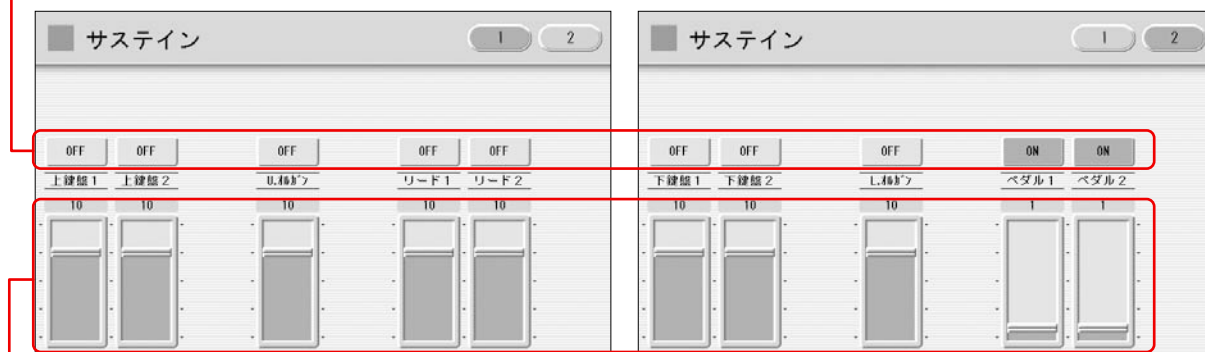 サステイン 1 2
OFF OFF OFF OFF OFF
上鍵盤1 上鍵盤2 U.オルガン リード1 リード2
10 10 10 10 10
サステイン 1 2
OFF OFF OFF ON ON
下鍵盤1 下鍵盤2 L.オルガン ペダル1 ペダル2
10 10 10 1 1